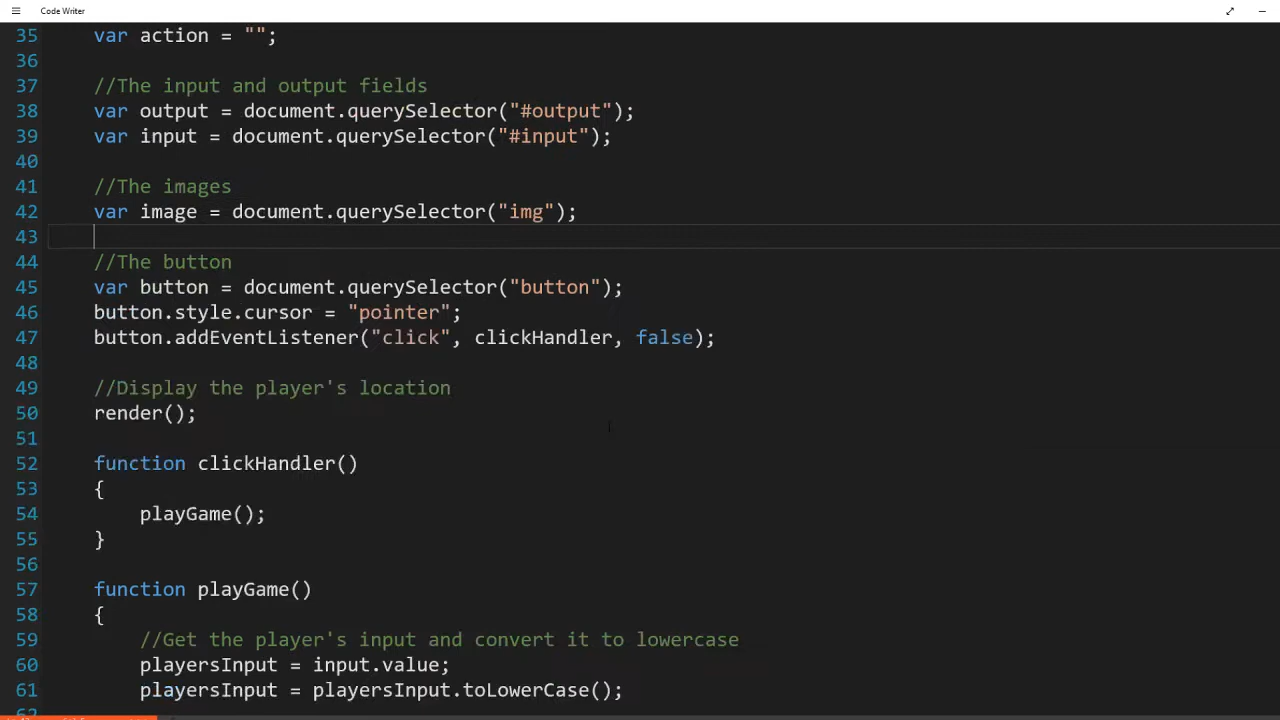 Code Writer
35 var action = "";
36
37 //The input and output fields
38 var output = document.querySelector("#output");
39 var input = document.querySelector("#input");
40
41 //The images
42 var image = document.querySelector("img");
43
44 //The button
45 var button = document.querySelector("button");
46 button.style.cursor = "pointer";
47 button.addEventListener("click", clickHandler, false);
48
49 //Display the player's location
50 render();
51
52 function clickHandler()
53 {
54 playGame();
55 }
56
57 function playGame()
58 {
59 //Get the player's input and convert it to lowercase
60 playersInput = input.value;
61 playersInput = playersInput.toLowerCase();